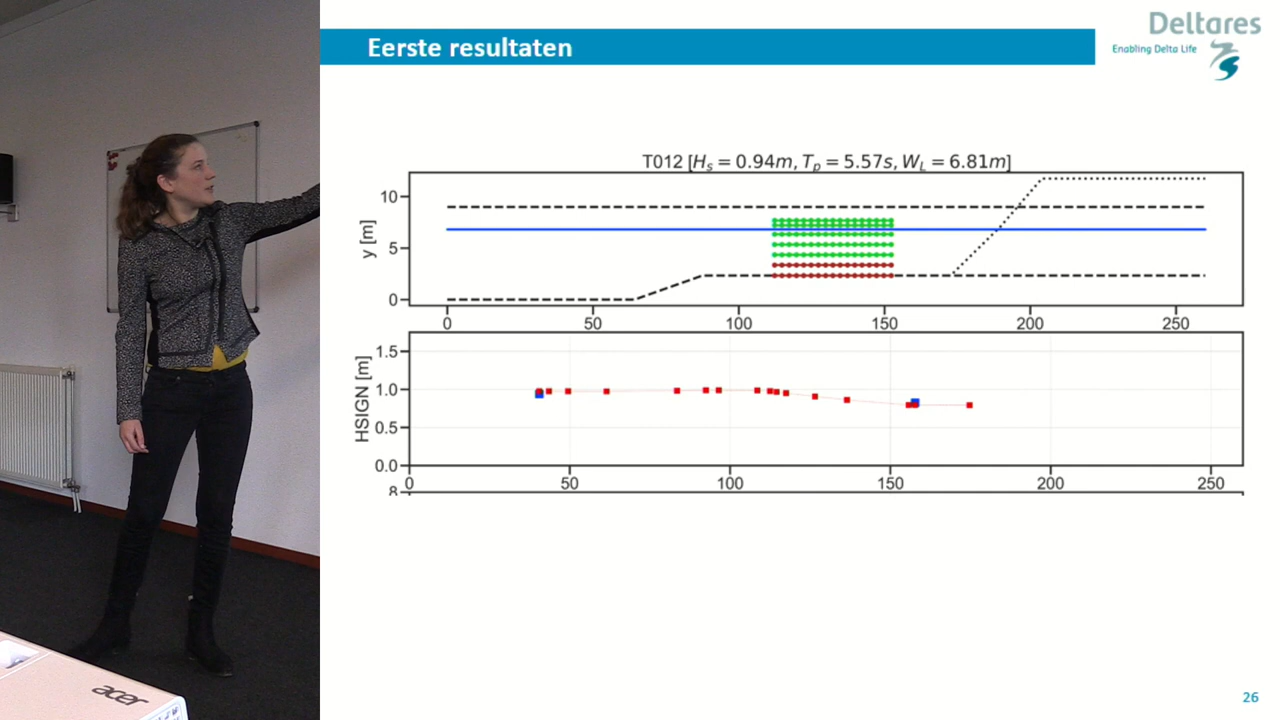 Eerste resultaten
Deltares
Enabling Delta Life
T012 [Hs = 0.94m, Tp = 5.57s, WL = 6.81m]
10
5
0
y [m]
0 50 100 150 200 250
1.5
1.0
0.5
0.0
HSIGN [m]
0 50 100 150 200 250
8
acer
26